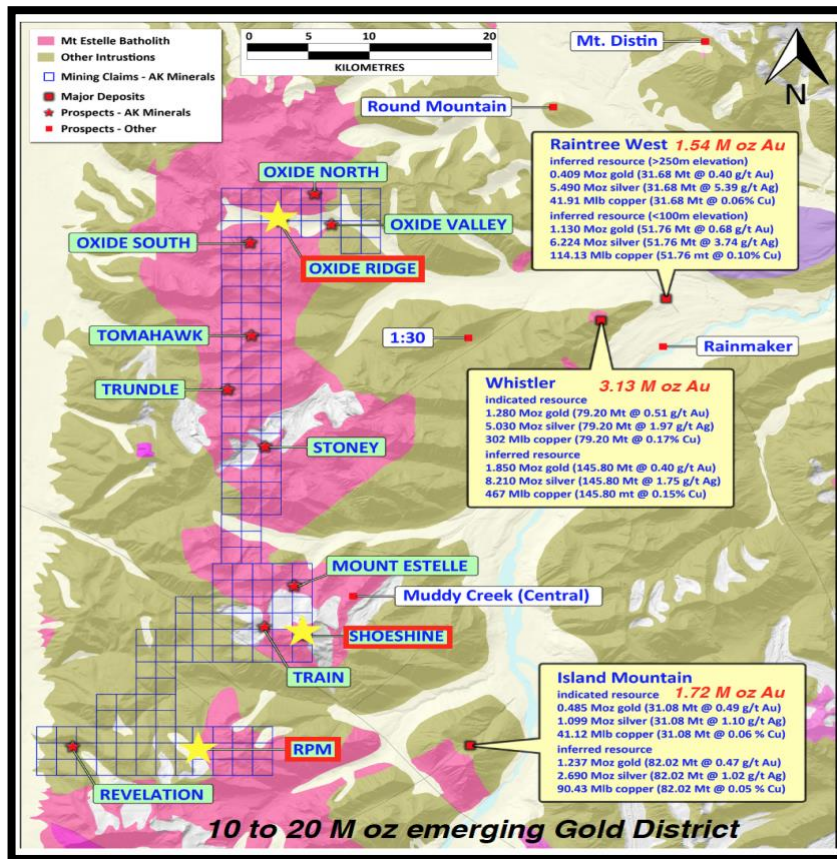 Mt Estelle Batholith
Other Intrusions
Mining Claims - AK Minerals
Major Deposits
Prospects - AK Minerals
Prospects - Other
0 5 10 20
KILOMETRES
Mt. Distin
N
Round Mountain
Raintree West 1.54 M oz Au
inferred resource (>250m elevation)
0.409 Moz gold (31.68 Mt @ 0.40 g/t Au)
5.490 Moz silver (31.68 Mt @ 5.39 g/t Ag)
41.91 Mlb copper (31.68 Mt @ 0.06% Cu)
inferred resource (<100m elevation)
1.130 Moz gold (51.76 Mt @ 0.68 g/t Au)
6.224 Moz silver (51.76 Mt @ 3.74 g/t Ag)
114.13 Mlb copper (51.76 mt @ 0.10% Cu)
OXIDE NORTH
OXIDE VALLEY
OXIDE SOUTH
OXIDE RIDGE
TOMAHAWK
1:30
Rainmaker
TRUNDLE
Whistler 3.13 M oz Au
indicated resource
1.280 Moz gold (79.20 Mt @ 0.51 g/t Au)
5.030 Moz silver (79.20 Mt @ 1.97 g/t Ag)
302 Mlb copper (79.20 Mt @ 0.17% Cu)
inferred resource
1.850 Moz gold (145.80 Mt @ 0.40 g/t Au)
8.210 Moz silver (145.80 Mt @ 1.75 g/t Ag)
467 Mlb copper (145.80 mt @ 0.15% Cu)
STONEY
MOUNT ESTELLE
Muddy Creek (Central)
SHOESHINE
TRAIN
Island Mountain
indicated resource 1.72 M oz Au
0.485 Moz gold (31.08 Mt @ 0.49 g/t Au)
1.099 Moz silver (31.08 Mt @ 1.10 g/t Ag)
41.12 Mlb copper (31.08 Mt @ 0.06 % Cu)
inferred resource
1.237 Moz gold (82.02 Mt @ 0.47 g/t Au)
2.690 Moz silver (82.02 Mt @ 1.02 g/t Ag)
90.43 Mlb copper (82.02 Mt @ 0.05 % Cu)
RPM
REVELATION
10 to 20 M oz emerging Gold District